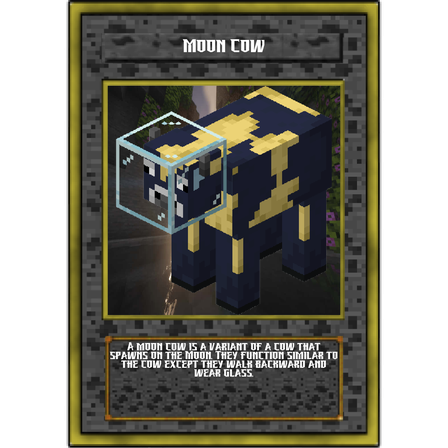 Moon Cow
A Moon Cow is a variant of a cow that
spawns on the Moon. They function similar to
the cow except they walk backward and
wear glass.